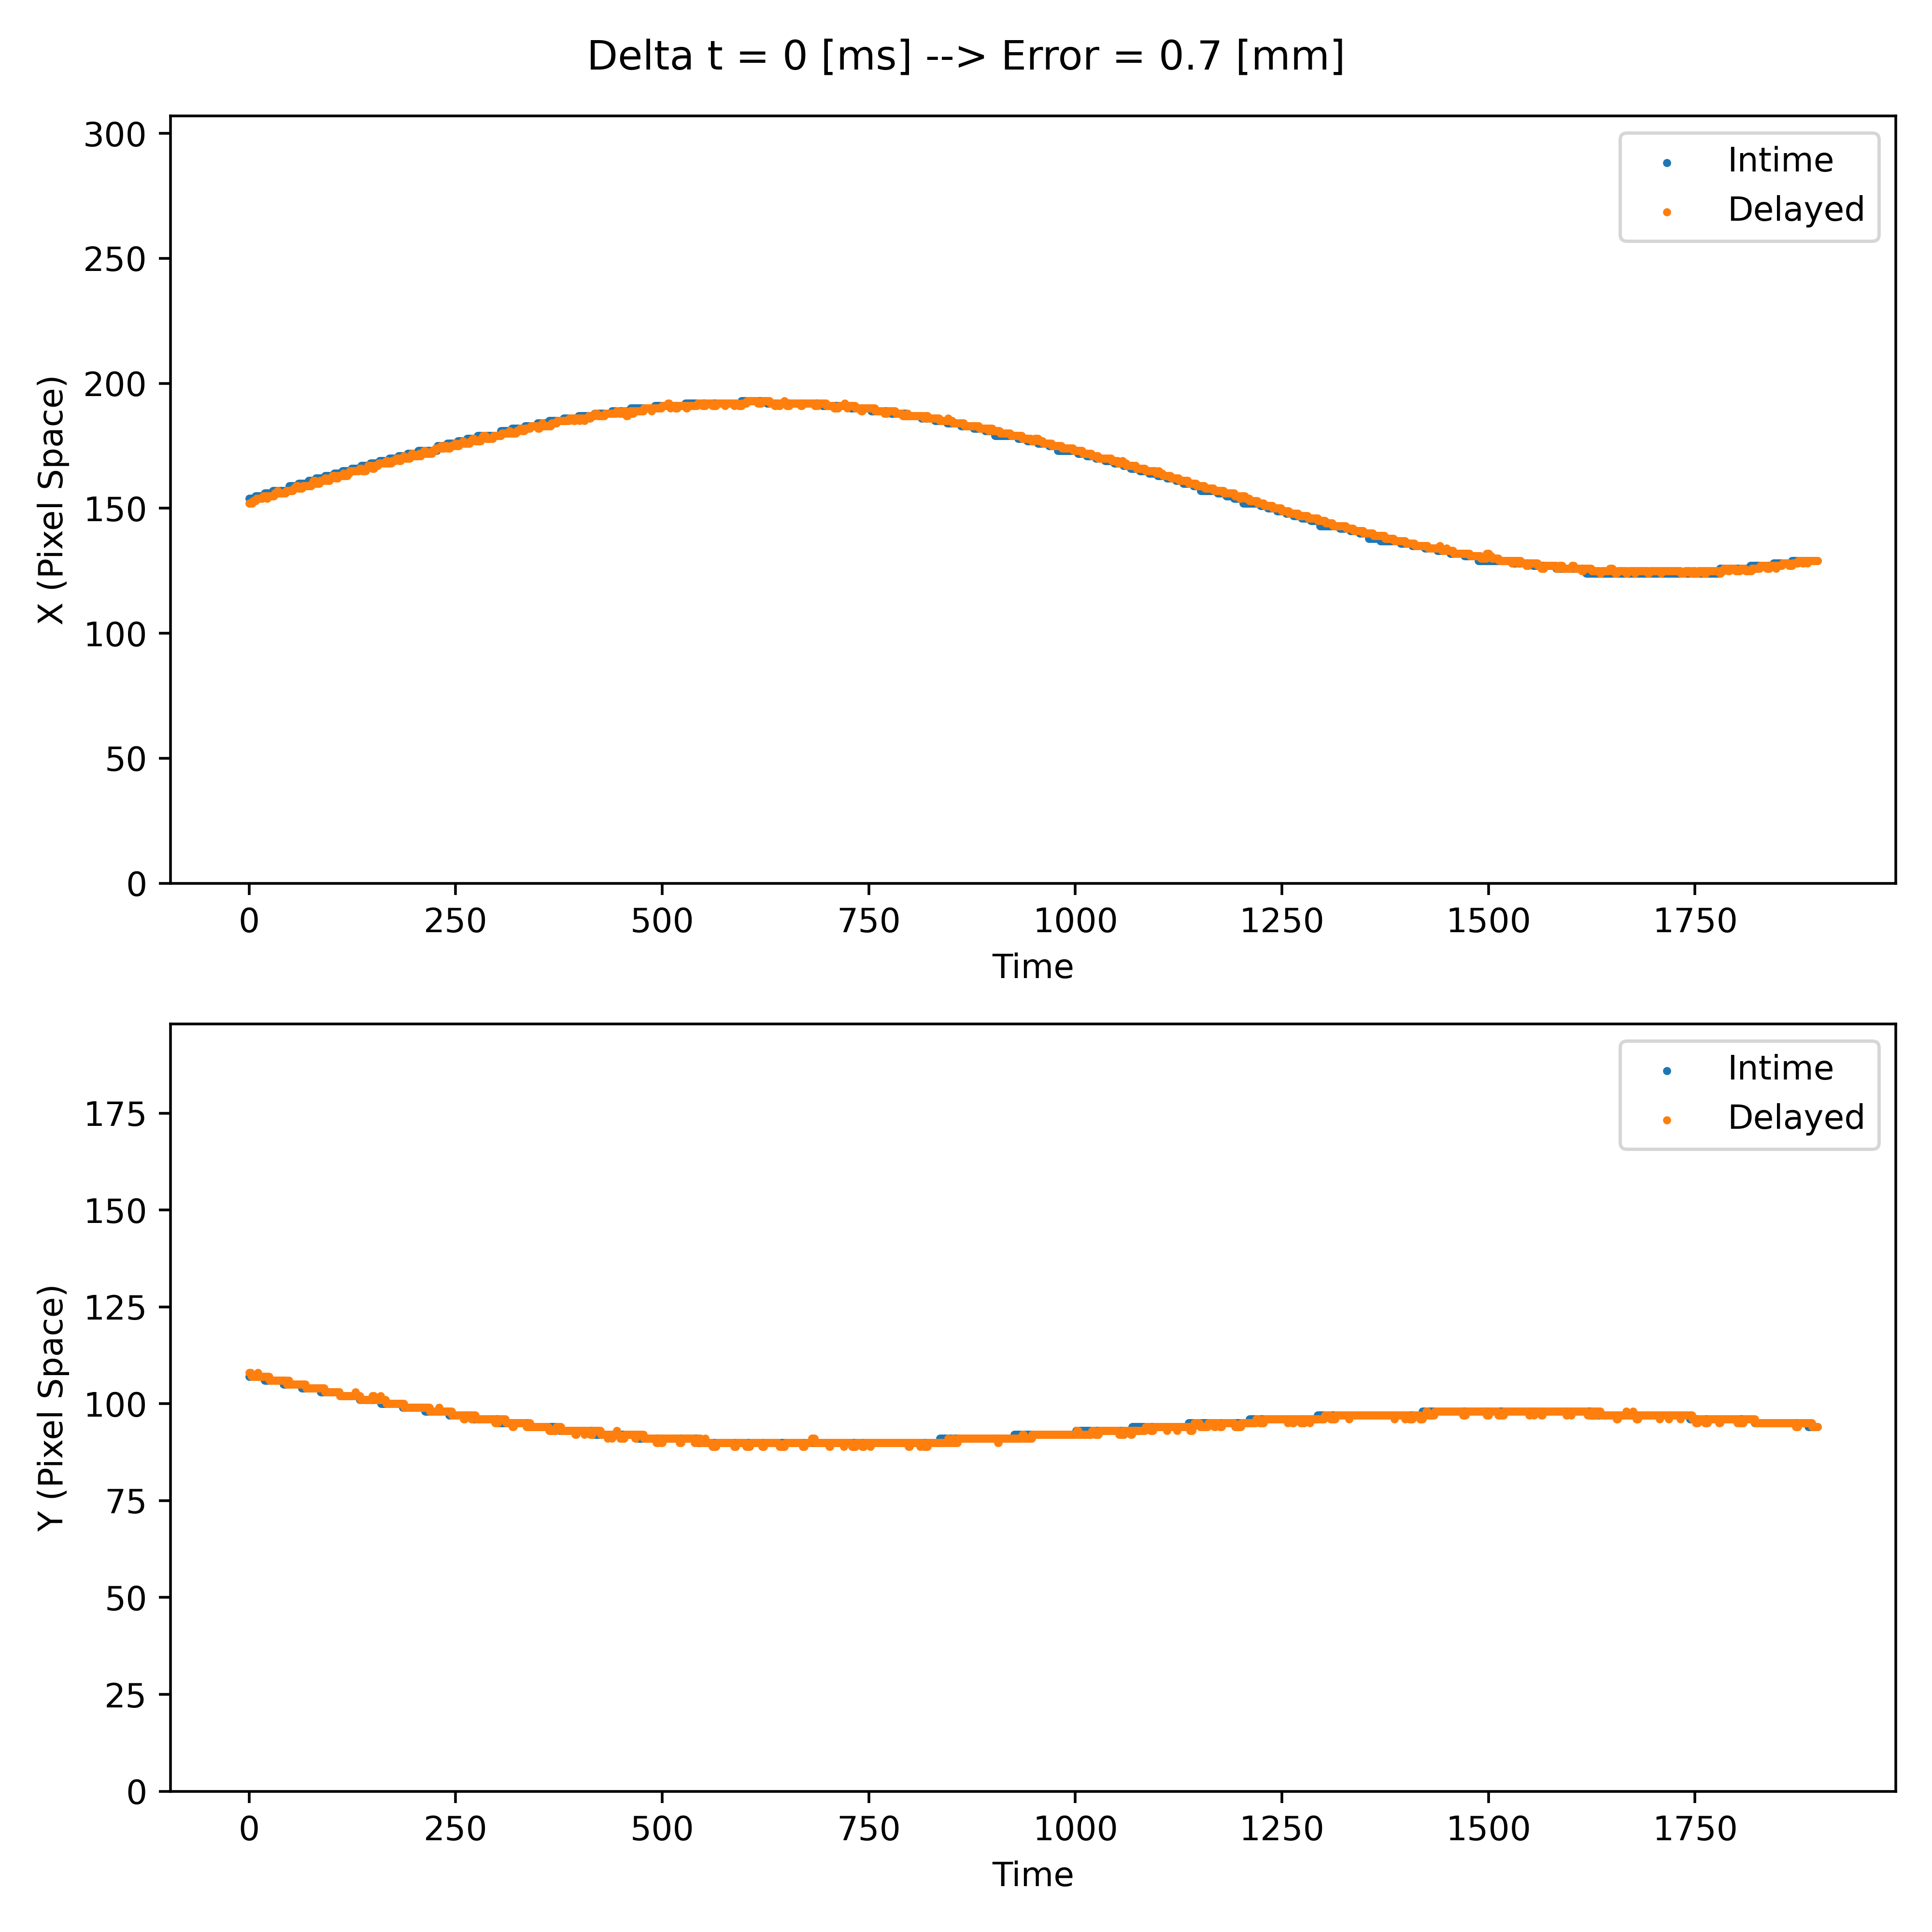 Delta t = 0 [ms] --> Error = 0.7 [mm]
300
250
200
150
100
50
0
X (Pixel Space)
Intime
Delayed
0 250 500 750 1000 1250 1500 1750
Time
175
150
125
100
75
50
25
0
Y (Pixel Space)
Intime
Delayed
0 250 500 750 1000 1250 1500 1750
Time